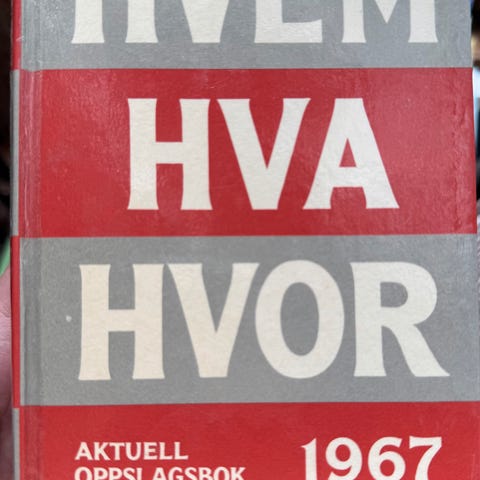 HVEM
HVA
HVOR
AKTUELL
OPPSLAGSBOK
1967